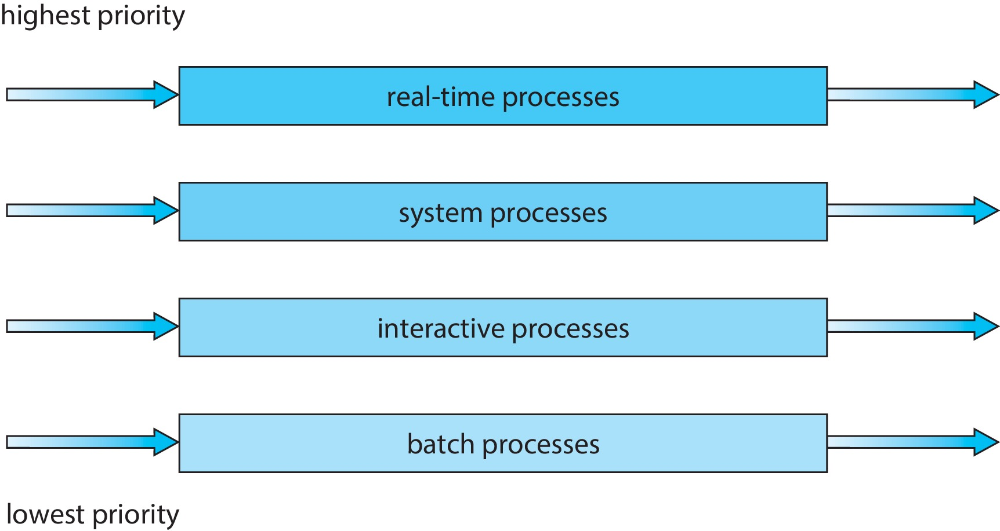 highest priority
real-time processes
system processes
interactive processes
batch processes
lowest priority